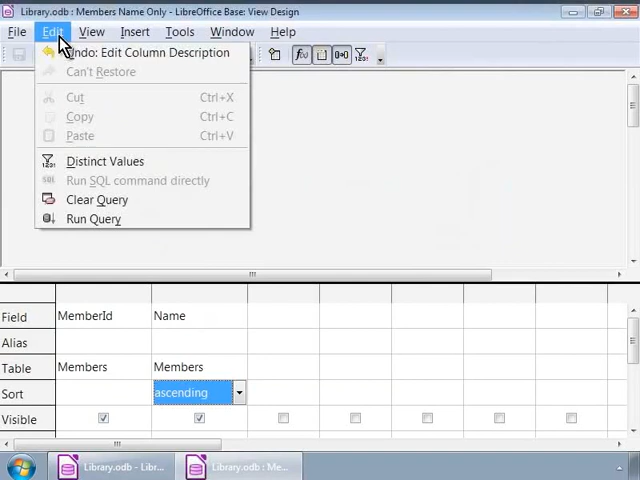 Library.odb : Members Name Only - LibreOffice Base: View Design
File Edit View Insert Tools Window Help
Undo: Edit Column Description
Can't Restore
Cut Ctrl+X
Copy Ctrl+C
Paste Ctrl+V
Distinct Values
Run SQL command directly
Clear Query
Run Query
Field MemberId Name
Alias
Table Members Members
Sort ascending
Visible
Library.odb - Libr... Library.odb : Me...